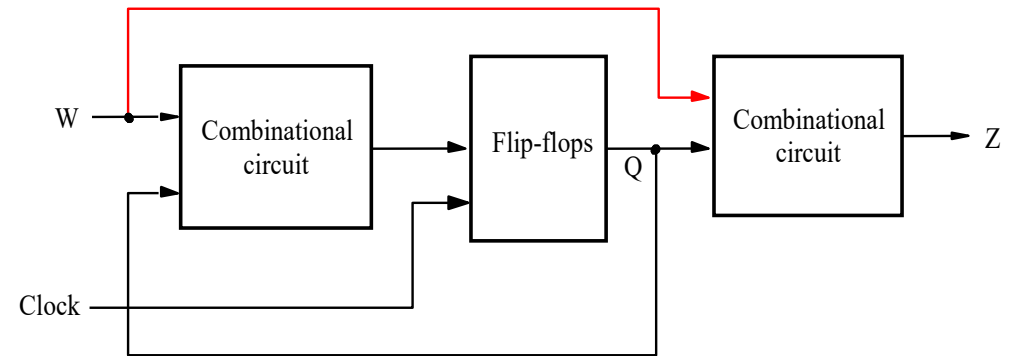 W
Combinational
circuit
Flip-flops
Q
Combinational
circuit
Z
Clock